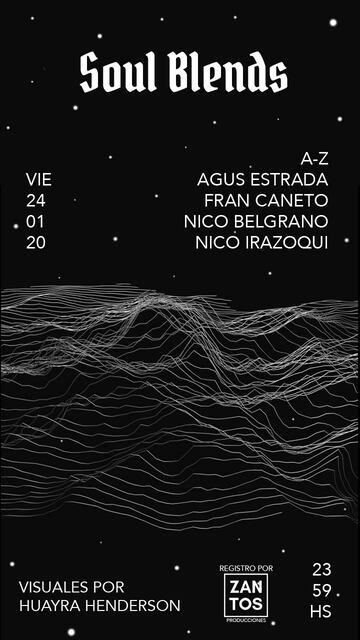 Soul Blends
A-Z
VIE
AGUS ESTRADA
24
FRAN CANETO
01
NICO BELGRANO
20
NICO IRAZOQUI
VISUALES POR
HUAYRA HENDERSON
REGISTRO POR
ZAN
TOS
PRODUCCIONES
23
59
HS